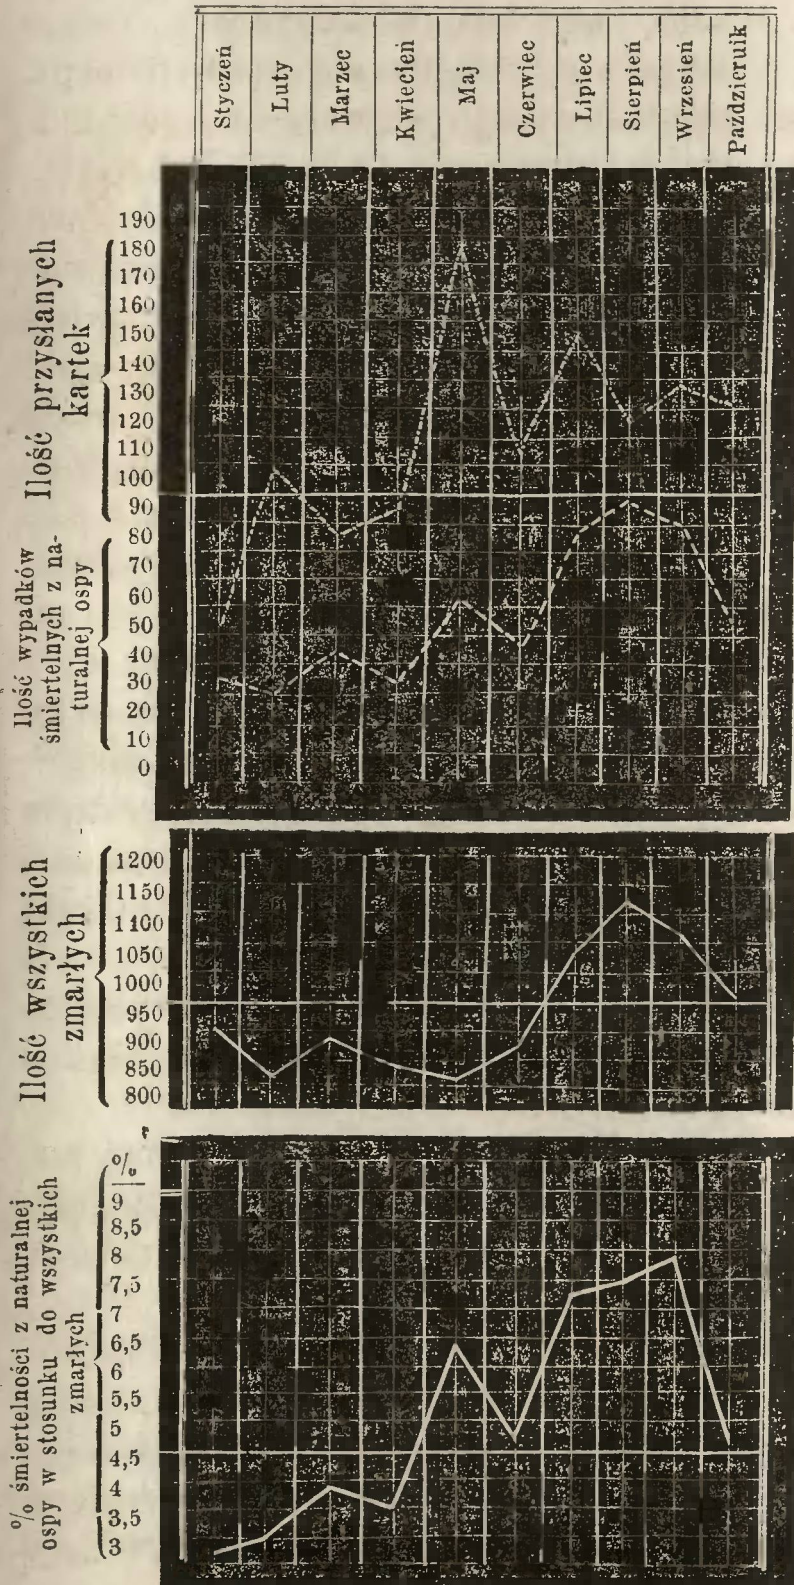 Styczeń
Luty
Marzec
Kwiecień
Maj
Czerwiec
Lipiec
Sierpień
Wrzesień
Październik
Ilość przysłanych
kartek
190
180
170
160
150
140
130
120
110
100
90
80
70
60
50
40
30
20
10
0
Ilość wypadków
śmiertelnych z na-
turalnej ospy
Ilość wszystkich
zmarłych
1200
1150
1100
1050
1000
950
900
850
800
% śmiertelności z naturalnej
ospy w stosunku do wszystkich
zmarłych
%
9
8,5
8
7,5
7
6,5
6
5,5
5
4,5
4
3,5
3